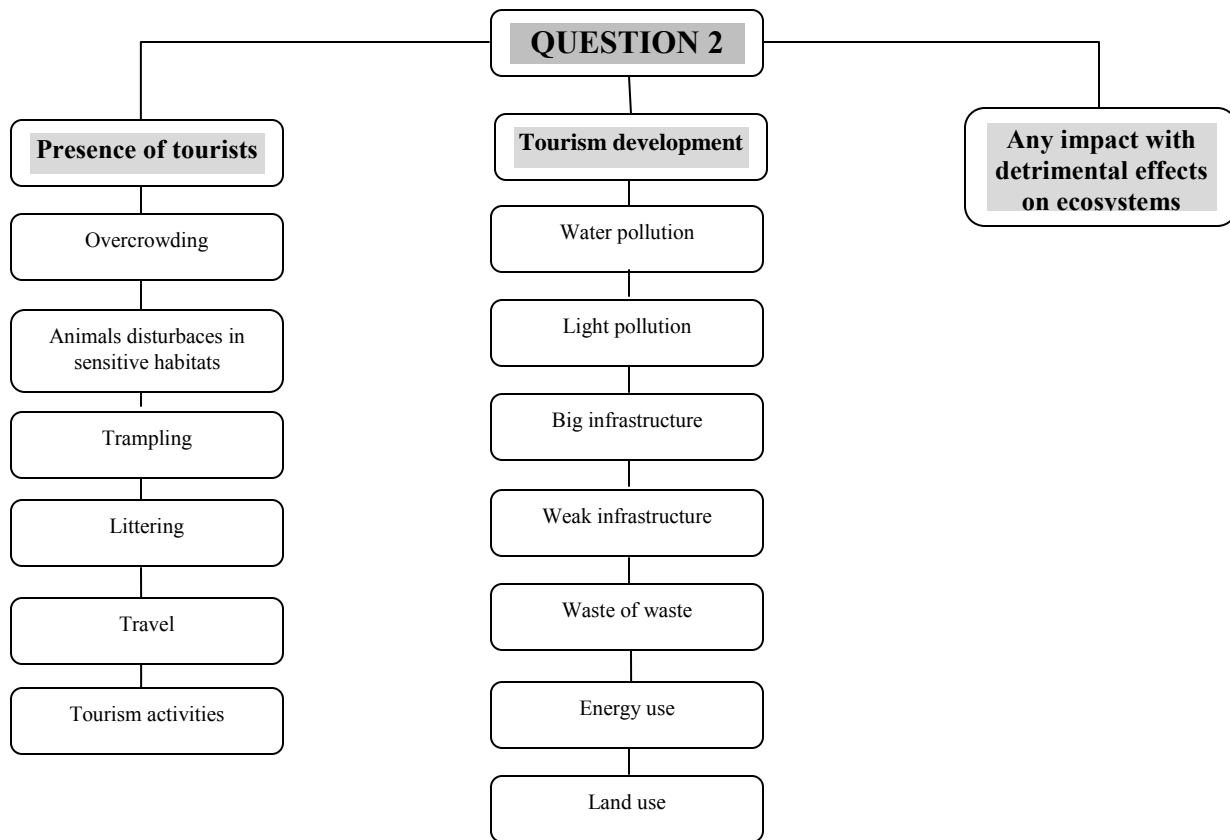 QUESTION 2
Presence of tourists
Overcrowding
Animals disturbaces in
sensitive habitats
Trampling
Littering
Travel
Tourism activities
Tourism development
Water pollution
Light pollution
Big infrastructure
Weak infrastructure
Waste of waste
Energy use
Land use
Any impact with
detrimental effects
on ecosystems